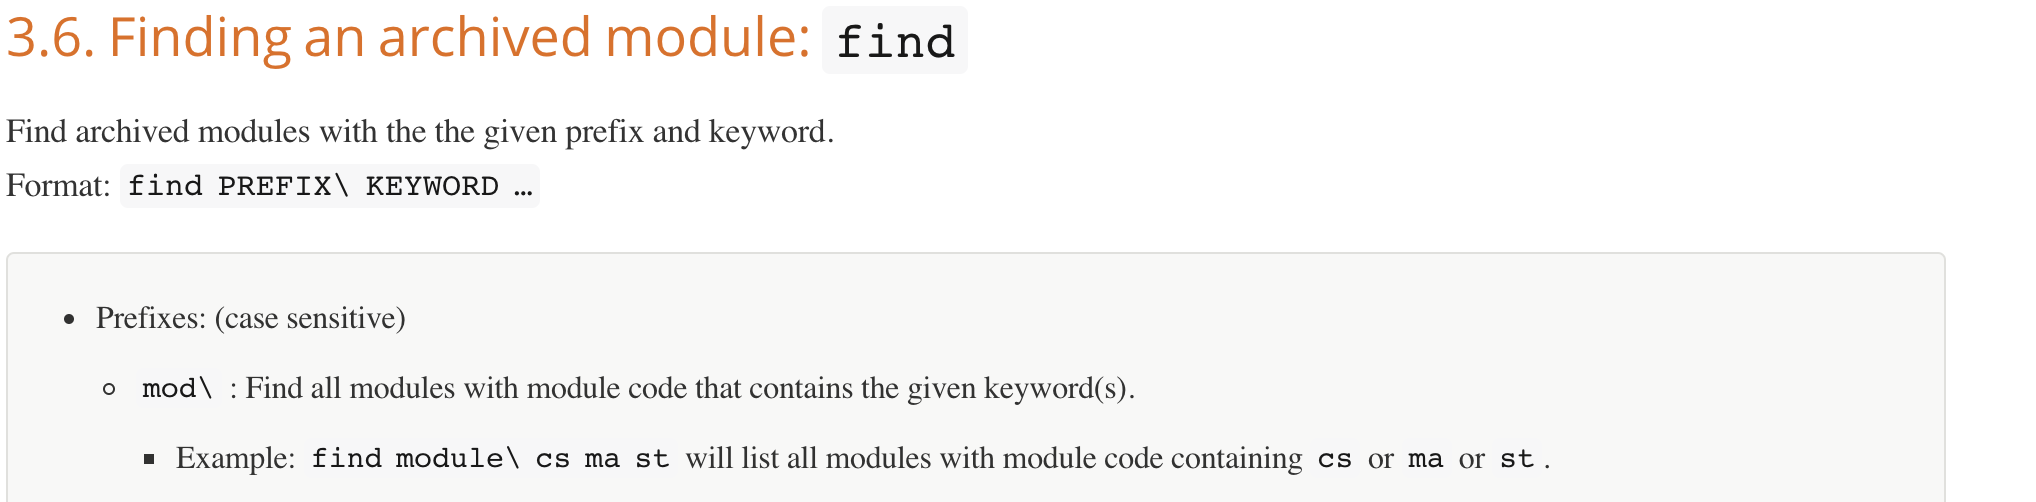 3.6. Finding an archived module: find
Find archived modules with the the given prefix and keyword.
Format: find PREFIX\ KEYWORD …
Prefixes: (case sensitive)
mod\ : Find all modules with module code that contains the given keyword(s).
Example: find module\ cs ma st will list all modules with module code containing cs or ma or st .